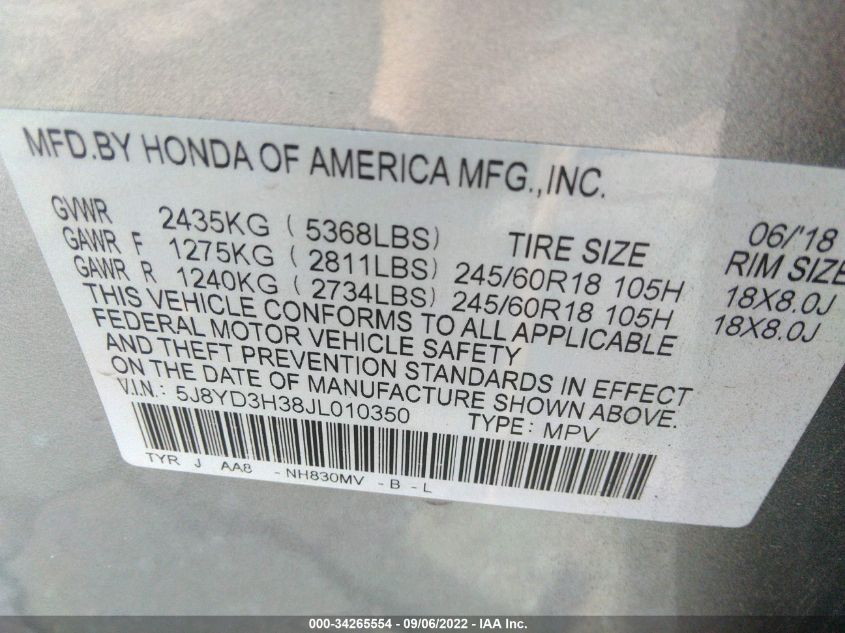 MFD.BY HONDA OF AMERICA MFG.,INC.
06/'18
GVWR 2435KG ( 5368LBS) TIRE SIZE RIM SIZE
GAWR F 1275KG ( 2811LBS) 245/60R18 105H 18X8.0J
GAWR R 1240KG ( 2734LBS) 245/60R18 105H 18X8.0J
THIS VEHICLE CONFORMS TO ALL APPLICABLE
FEDERAL MOTOR VEHICLE SAFETY
AND THEFT PREVENTION STANDARDS IN EFFECT
ON THE DATE OF MANUFACTURE SHOWN ABOVE.
V.I.N.: 5J8YD3H38JL010350 TYPE: MPV
TYR J AA8 - NH830MV - B - L
000-34265554 - 09/06/2022 - IAA Inc.